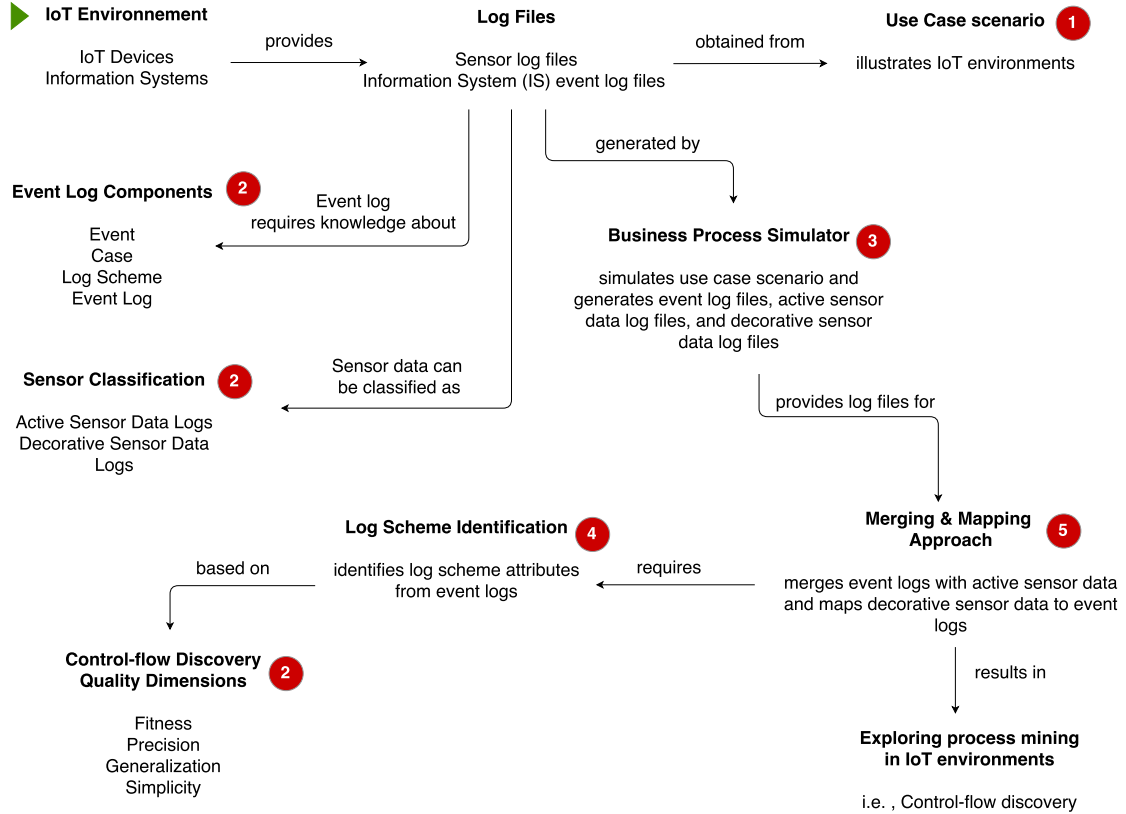 IoT Environnement
IoT Devices
Information Systems
provides
Log Files
Sensor log files
Information System (IS) event log files
obtained from
Use Case scenario
1
illustrates IoT environments
generated by
Event Log Components
2
Event
Case
Log Scheme
Event Log
Event log
requires knowledge about
Business Process Simulator
3
simulates use case scenario and
generates event log files, active sensor
data log files, and decorative sensor
data log files
Sensor Classification
2
Active Sensor Data Logs
Decorative Sensor Data
Logs
Sensor data can
be classified as
provides log files for
Merging & Mapping
Approach
5
merges event logs with active sensor data
and maps decorative sensor data to event
logs
requires
Log Scheme Identification
4
identifies log scheme attributes
from event logs
based on
Control-flow Discovery
Quality Dimensions
2
Fitness
Precision
Generalization
Simplicity
results in
Exploring process mining
in IoT environments
i.e. , Control-flow discovery